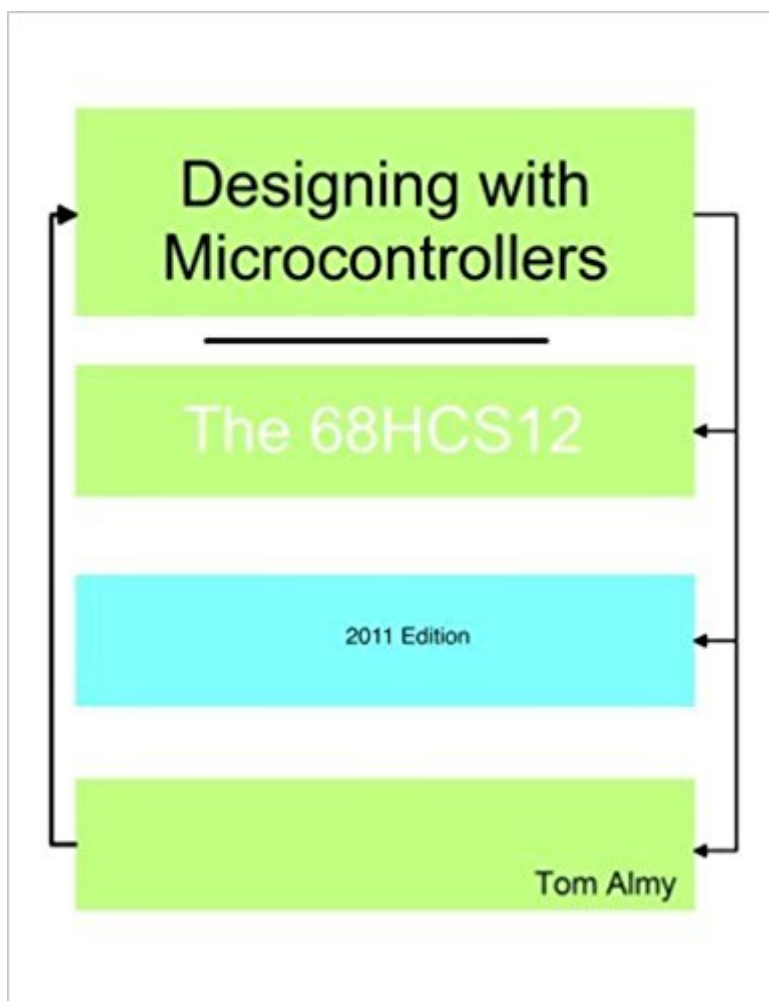 Designing with
Microcontrollers
The 68HCS12
2011 Edition
Tom Almy